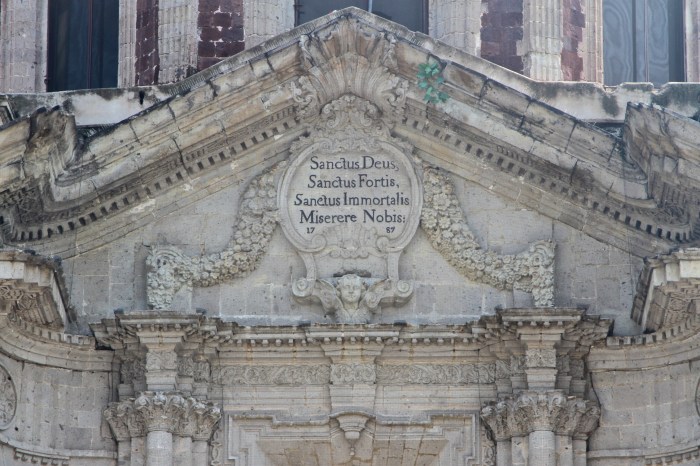 Sanctus Deus,
Sanctus Fortis,
Sanctus Immortalis
Miserere Nobis:
17 87